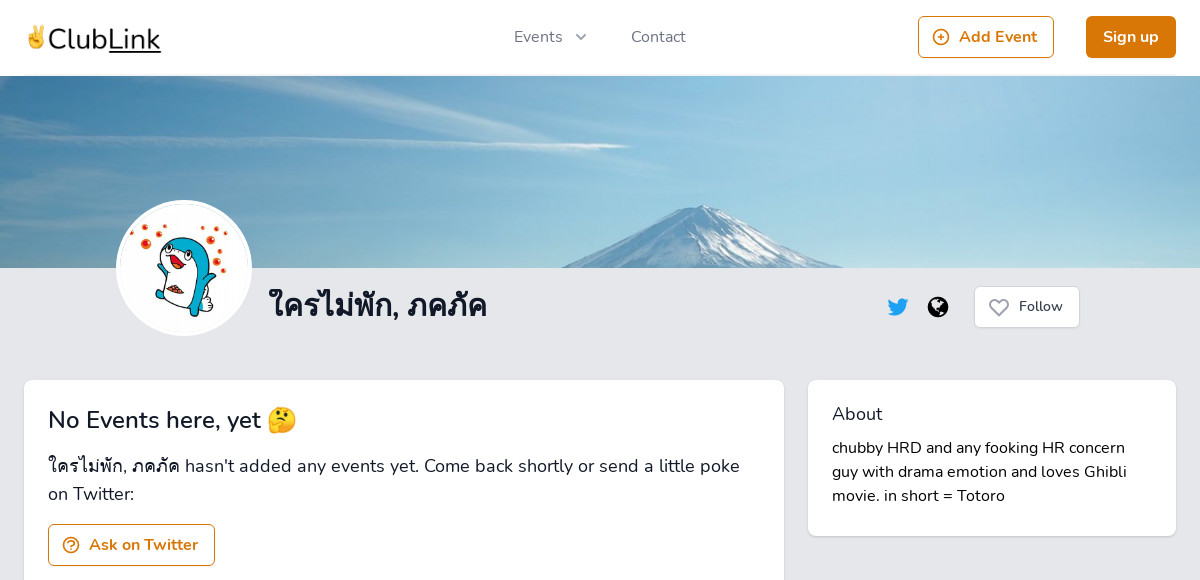 ✌️ClubLink
Events
Contact
Add Event
Sign up
ใครไม่พัก, ภคภัค
Follow
No Events here, yet 🤔
ใครไม่พัก, ภคภัค hasn't added any events yet. Come back shortly or send a little poke
on Twitter:
Ask on Twitter
About
chubby HRD and any fooking HR concern
guy with drama emotion and loves Ghibli
movie. in short = Totoro